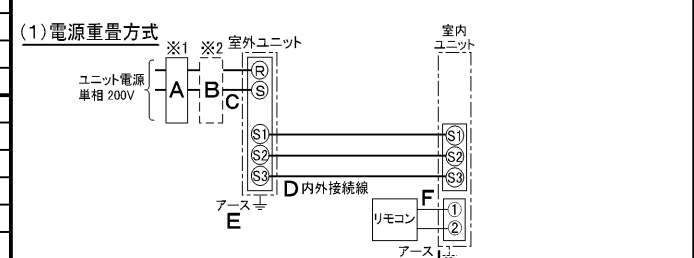 (1)電源重畳方式
※1 ※2 室外ユニット
室内
ユニット
ユニット電源
単相 200V
A B C
R
S
S1 S1
S2 S2
S3 S3
D 内外接続線
アース
E
F
リモコン
①
②
アース